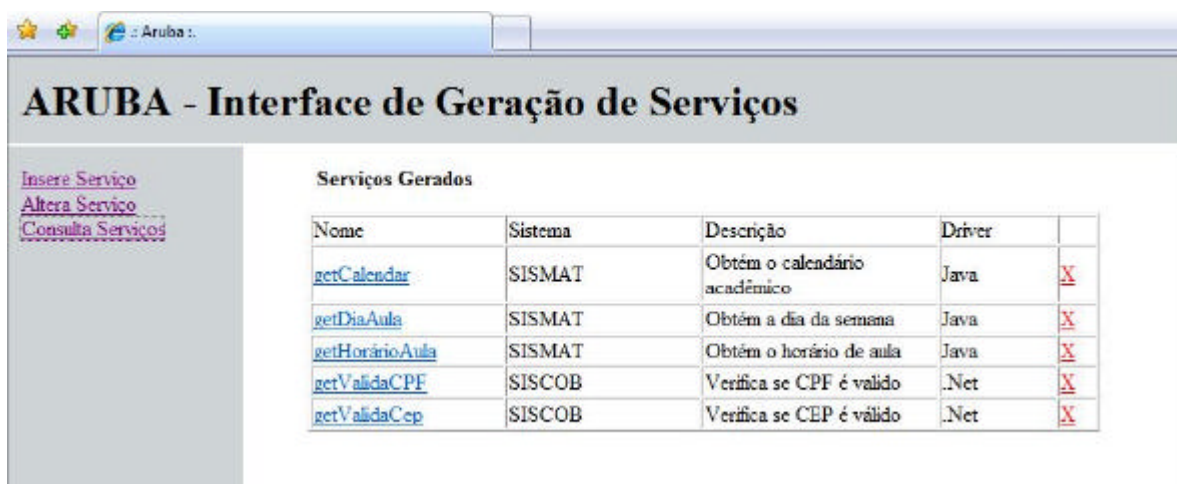 .: Aruba :.
ARUBA - Interface de Geração de Serviços
Insere Serviço
Altera Serviço
Consulta Serviços
Serviços Gerados
Nome Sistema Descrição Driver
getCalendar SISMAT Obtém o calendário acadêmico Java X
getDiaAula SISMAT Obtém a dia da semana Java X
getHorárioAula SISMAT Obtém o horário de aula Java X
getValidaCPF SISCOB Verifica se CPF é valido .Net X
getValidaCep SISCOB Verifica se CEP é válido .Net X